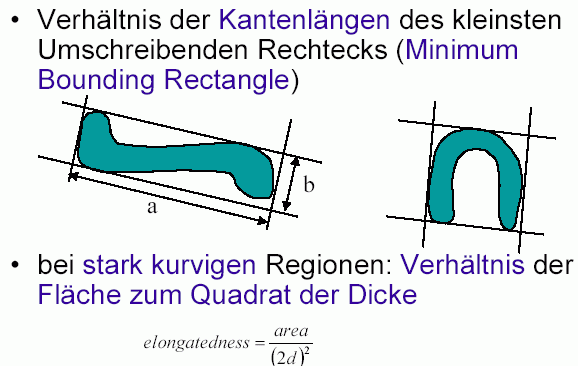 • Verhältnis der Kantenlängen des kleinsten
Umschreibenden Rechtecks (Minimum
Bounding Rectangle)
a
b
• bei stark kurvigen Regionen: Verhältnis der
Fläche zum Quadrat der Dicke
elongatedness = area / (2d)²